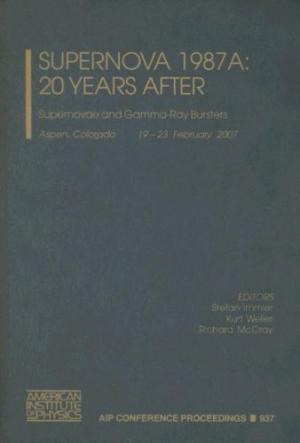 SUPERNOVA 1987A:
20 YEARS AFTER
Supernovae and Gamma-Ray Bursters
Aspen, Colorado 19–23 February 2007
EDITORS
Stefan Immler
Kurt Weiler
Richard McCray
AMERICAN
INSTITUTE
OF PHYSICS
AIP CONFERENCE PROCEEDINGS ■ 937